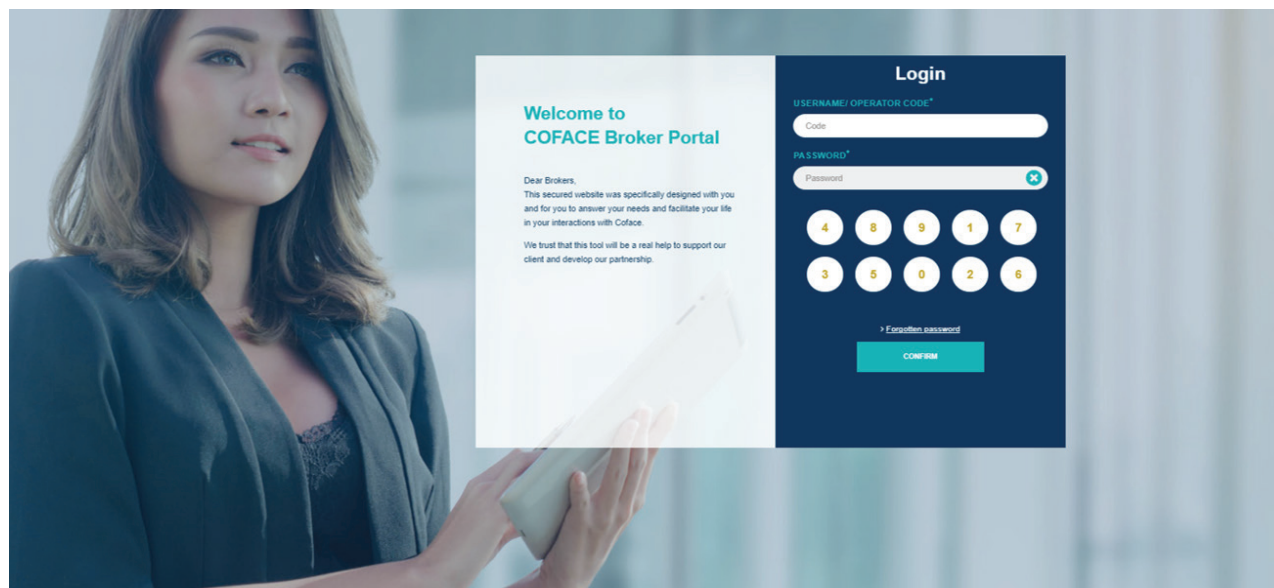 Welcome to
COFACE Broker Portal
Dear Brokers,
This secured website was specifically designed with you
and for you to answer your needs and facilitate your life
in your interactions with Coface.
We trust that this tool will be a real help to support our
client and develop our partnership.
Login
USERNAME/ OPERATOR CODE*
Code
PASSWORD*
Password
4 8 9 1 7
3 5 0 2 6
> Forgotten password
CONFIRM